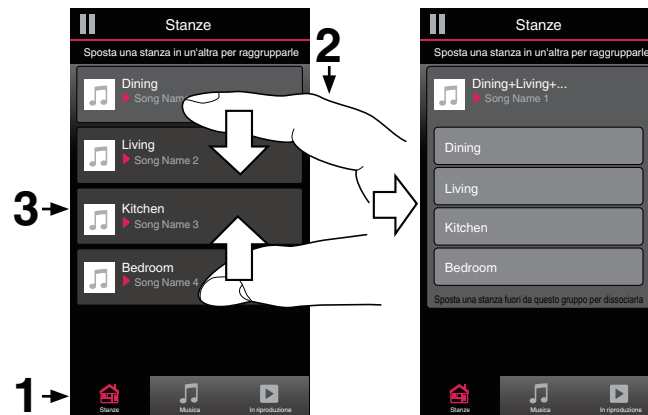 Stanze
Sposta una stanza in un'altra per raggrupparle
2
Dining
Song Nam
Living
Song Name 2
3
Kitchen
Song Name 3
Bedroom
Song Name 4
1
Stanze
Musica
In riproduzione
Stanze
Sposta una stanza in un'altra per raggrupparle
Dining+Living+...
Song Name 1
Dining
Living
Kitchen
Bedroom
Sposta una stanza fuori da questo gruppo per dissociarla
Stanze
Musica
In riproduzione